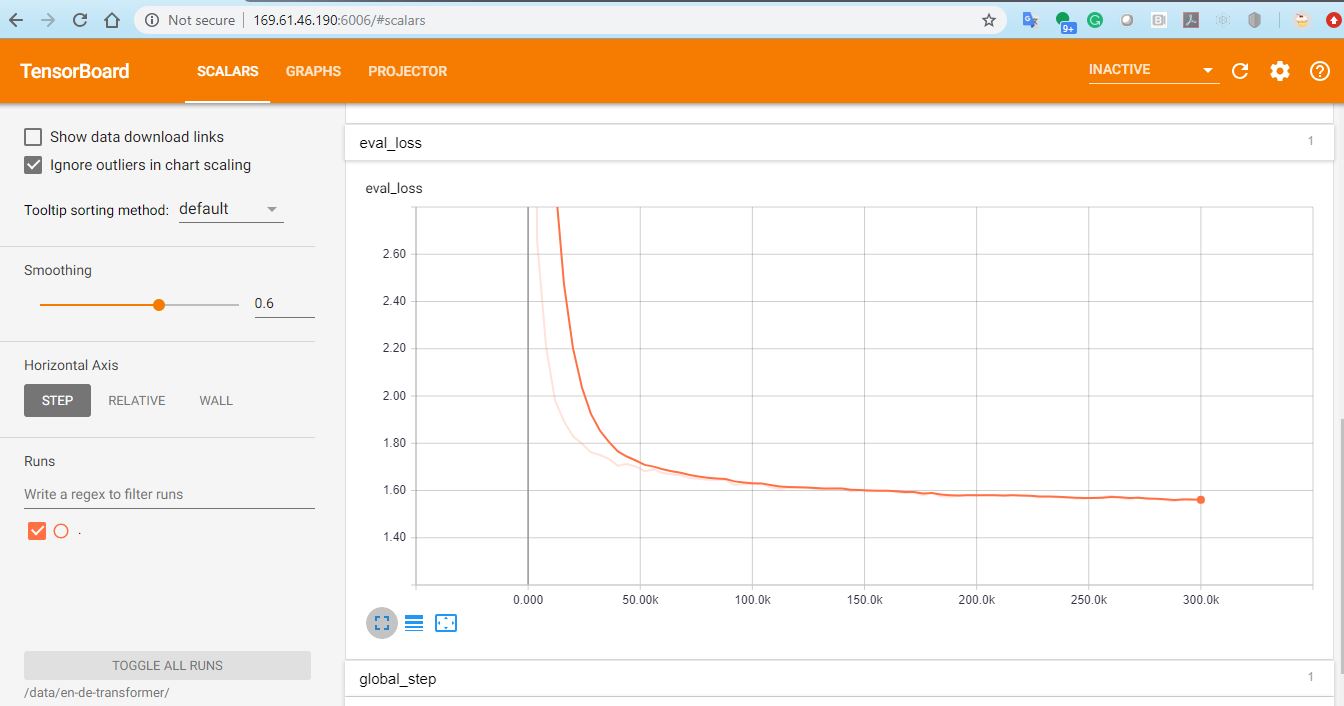 Not secure | 169.61.46.190:6006/#scalars
9+
TensorBoard SCALARS GRAPHS PROJECTOR INACTIVE
Show data download links
Ignore outliers in chart scaling
Tooltip sorting method: default
Smoothing
0.6
Horizontal Axis
STEP RELATIVE WALL
Runs
Write a regex to filter runs
.
TOGGLE ALL RUNS
/data/en-de-transformer/
eval_loss 1
eval_loss
2.60
2.40
2.20
2.00
1.80
1.60
1.40
0.000 50.00k 100.0k 150.0k 200.0k 250.0k 300.0k
global_step 1